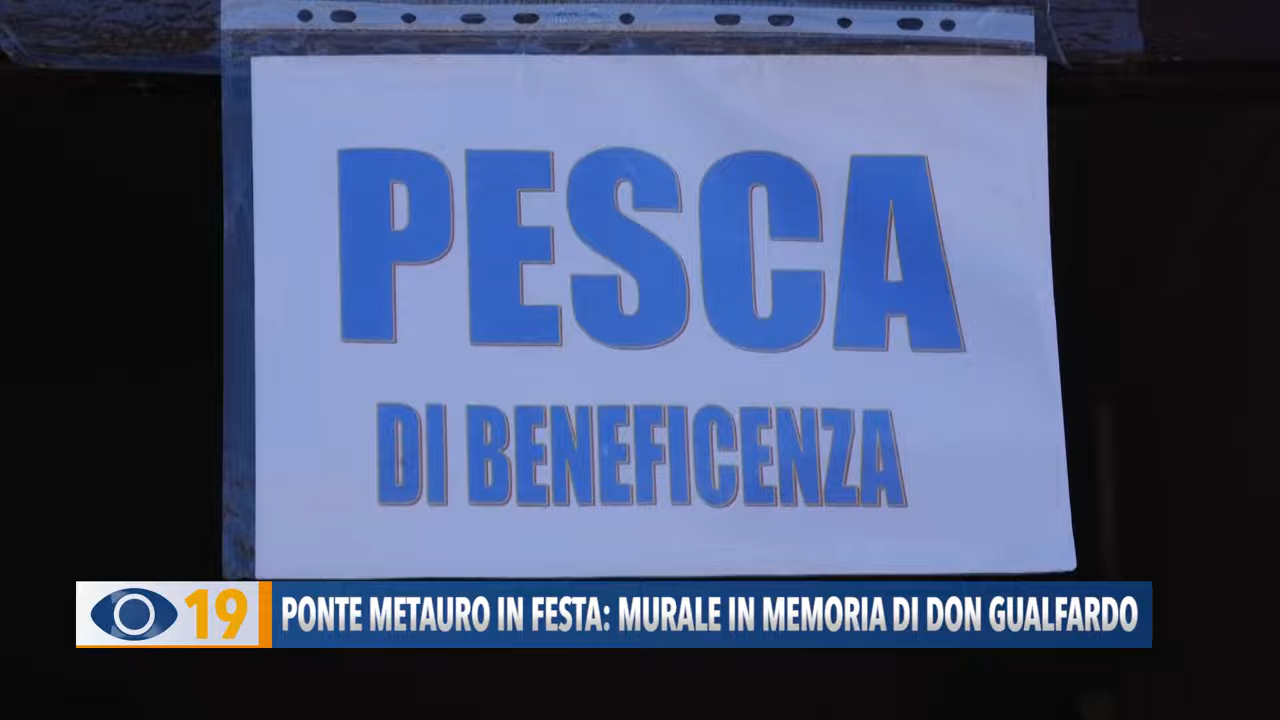 PESCA
DI BENEFICENZA
19
PONTE METAURO IN FESTA: MURALE IN MEMORIA DI DON GUALFARDO